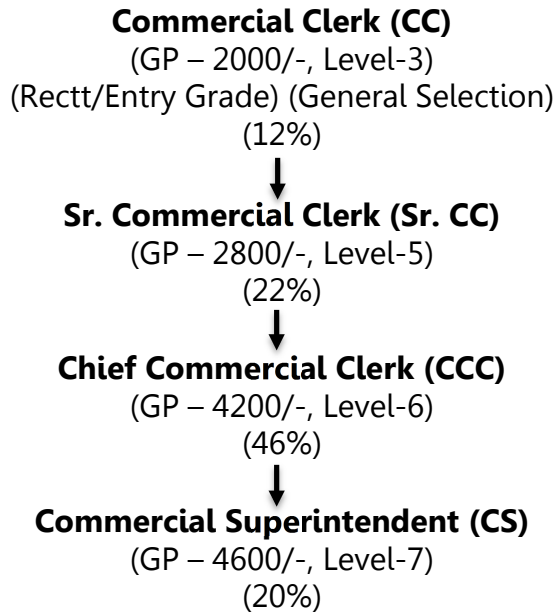 Commercial Clerk (CC)
(GP – 2000/-, Level-3)
(Rectt/Entry Grade) (General Selection)
(12%)
Sr. Commercial Clerk (Sr. CC)
(GP – 2800/-, Level-5)
(22%)
Chief Commercial Clerk (CCC)
(GP – 4200/-, Level-6)
(46%)
Commercial Superintendent (CS)
(GP – 4600/-, Level-7)
(20%)